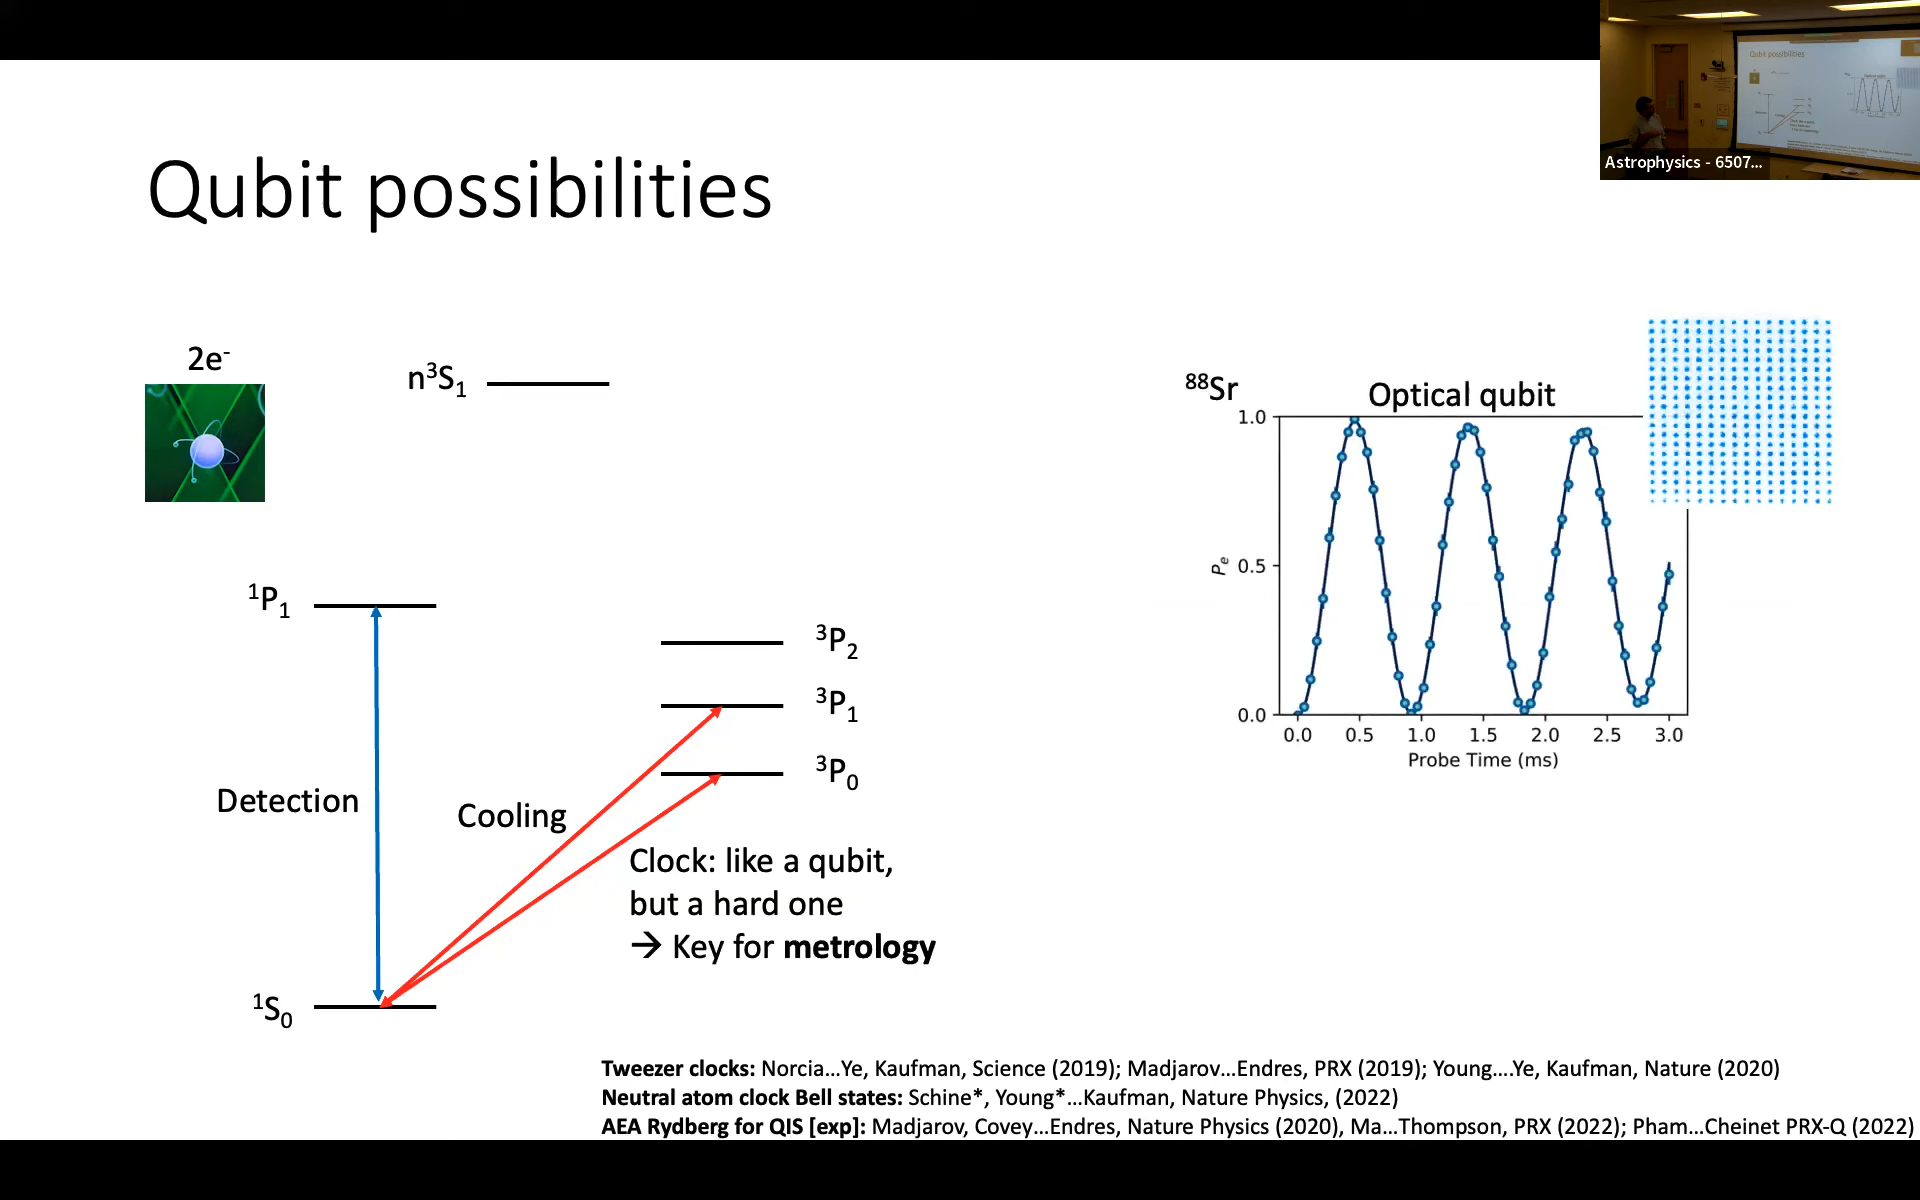 Qubit possibilities
Astrophysics - 6507...
2e⁻
n³S₁
¹P₁
³P₂
³P₁
³P₀
Detection
Cooling
Clock: like a qubit,
but a hard one
→ Key for metrology
¹S₀
⁸⁸Sr
Optical qubit
1.0
0.5
0.0
Pₑ
0.0 0.5 1.0 1.5 2.0 2.5 3.0
Probe Time (ms)
Tweezer clocks: Norcia...Ye, Kaufman, Science (2019); Madjarov...Endres, PRX (2019); Young....Ye, Kaufman, Nature (2020)
Neutral atom clock Bell states: Schine*, Young*...Kaufman, Nature Physics, (2022)
AEA Rydberg for QIS [exp]: Madjarov, Covey...Endres, Nature Physics (2020), Ma...Thompson, PRX (2022); Pham...Cheinet PRX-Q (2022)
Qubit possibilities